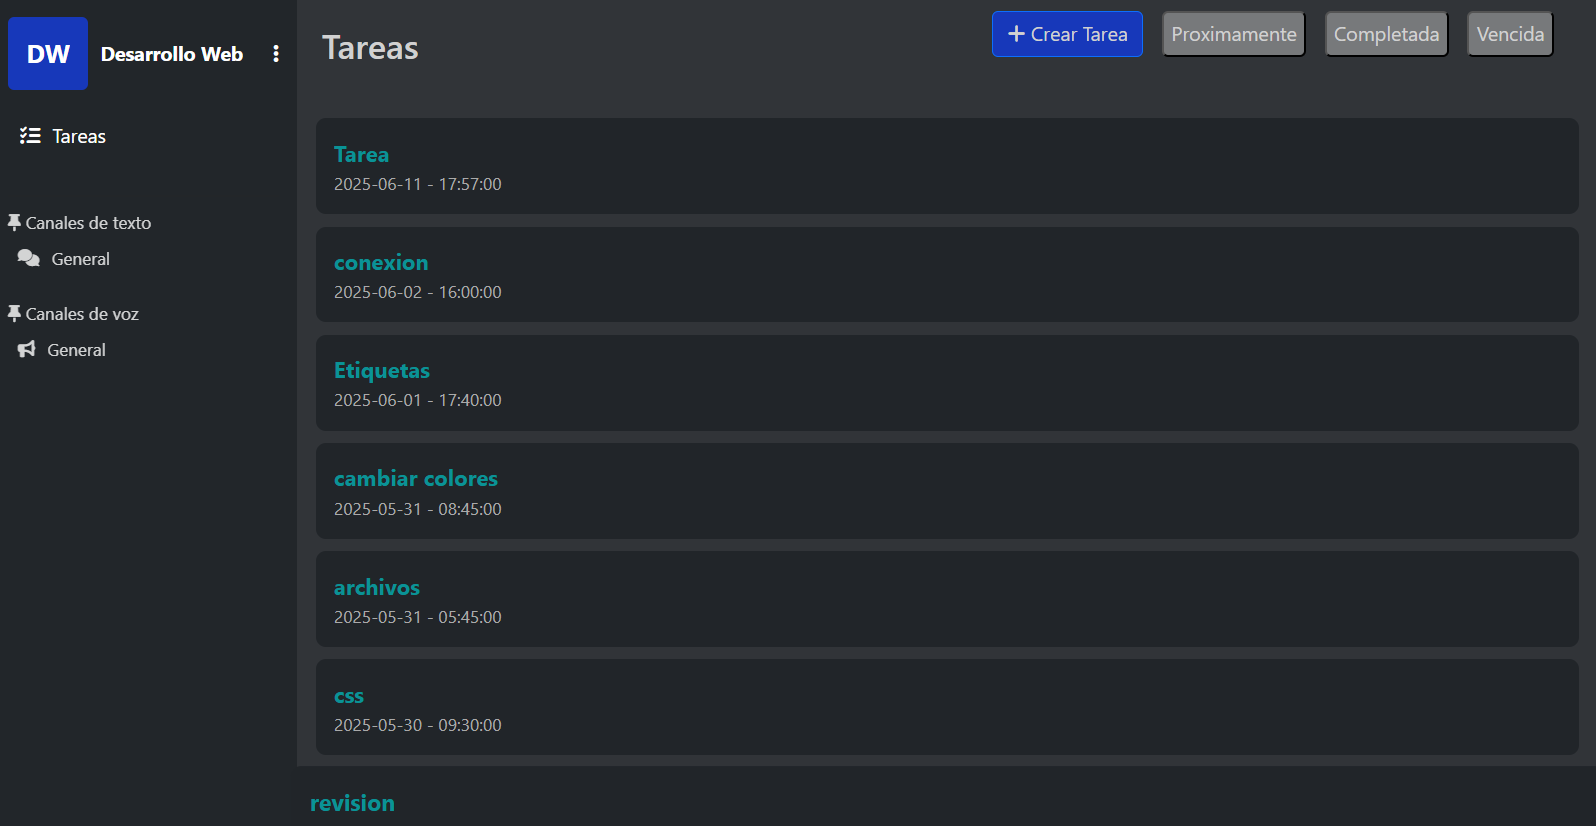 DW Desarrollo Web
Tareas
Canales de texto
General
Canales de voz
General
Tareas
Crear Tarea Proximamente Completada Vencida
Tarea
2025-06-11 - 17:57:00
conexion
2025-06-02 - 16:00:00
Etiquetas
2025-06-01 - 17:40:00
cambiar colores
2025-05-31 - 08:45:00
archivos
2025-05-31 - 05:45:00
css
2025-05-30 - 09:30:00
revision